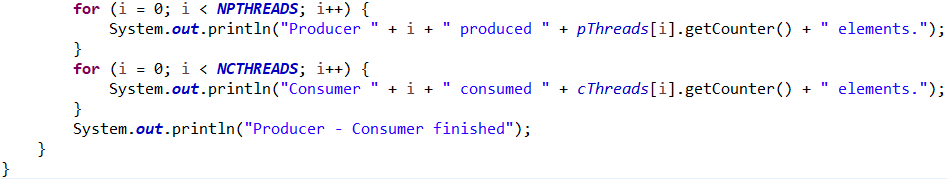 for (i = 0; i < NPTHREADS; i++) {
System.out.println("Producer " + i + " produced " + pThreads[i].getCounter() + " elements.");
}
for (i = 0; i < NCTHREADS; i++) {
System.out.println("Consumer " + i + " consumed " + cThreads[i].getCounter() + " elements.");
}
System.out.println("Producer - Consumer finished");
}
}